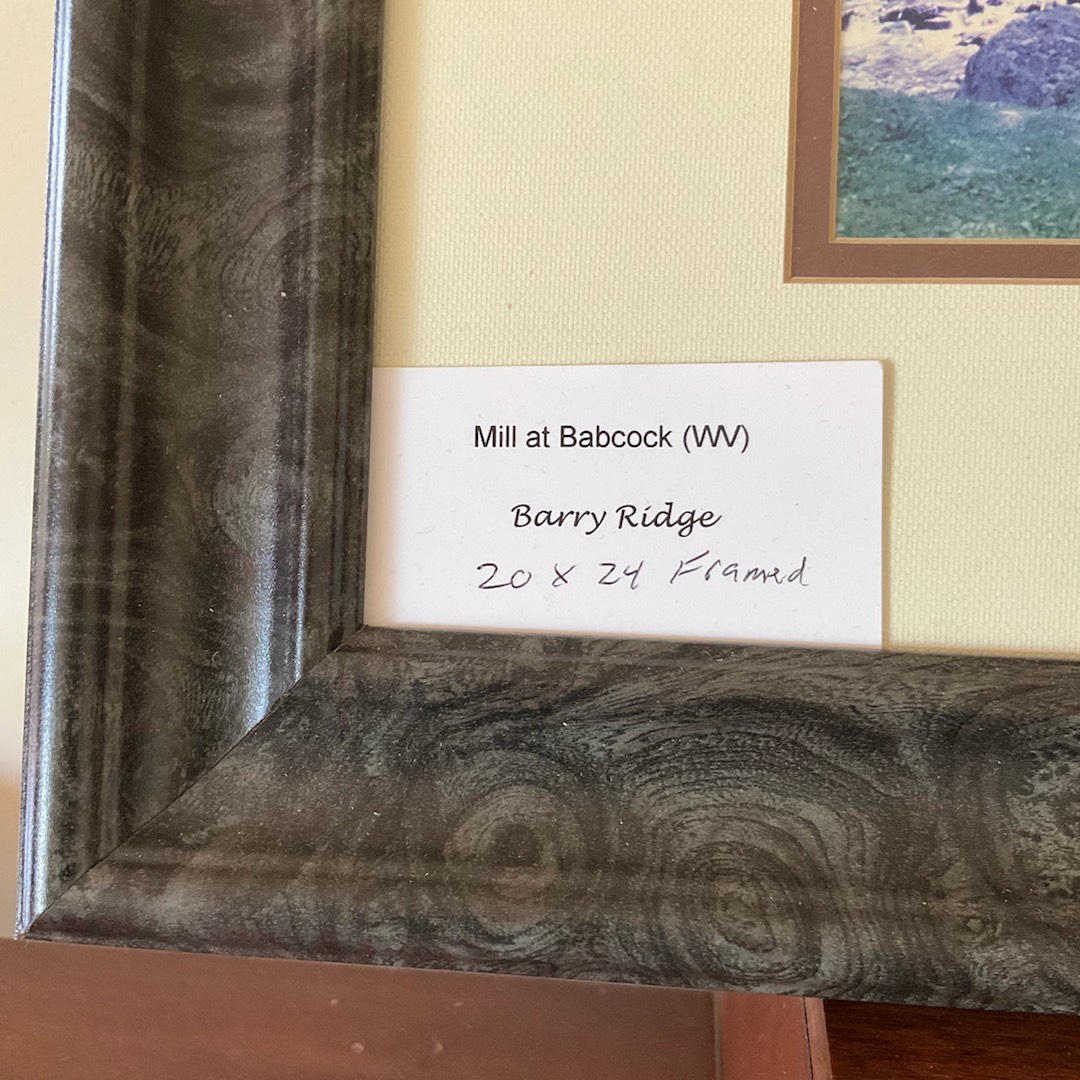 Mill at Babcock (WV)
Barry Ridge
20 x 24 Framed